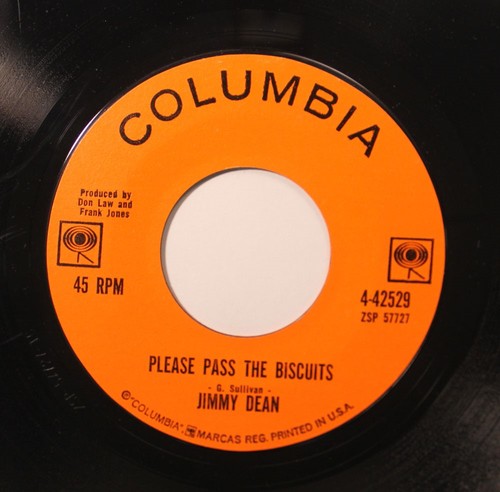 COLUMBIA
Produced by
Don Law and
Frank Jones
45 RPM
4-42529
ZSP 57727
PLEASE PASS THE BISCUITS
- G. Sullivan -
JIMMY DEAN
©"COLUMBIA", MARCAS REG. PRINTED IN U.S.A.